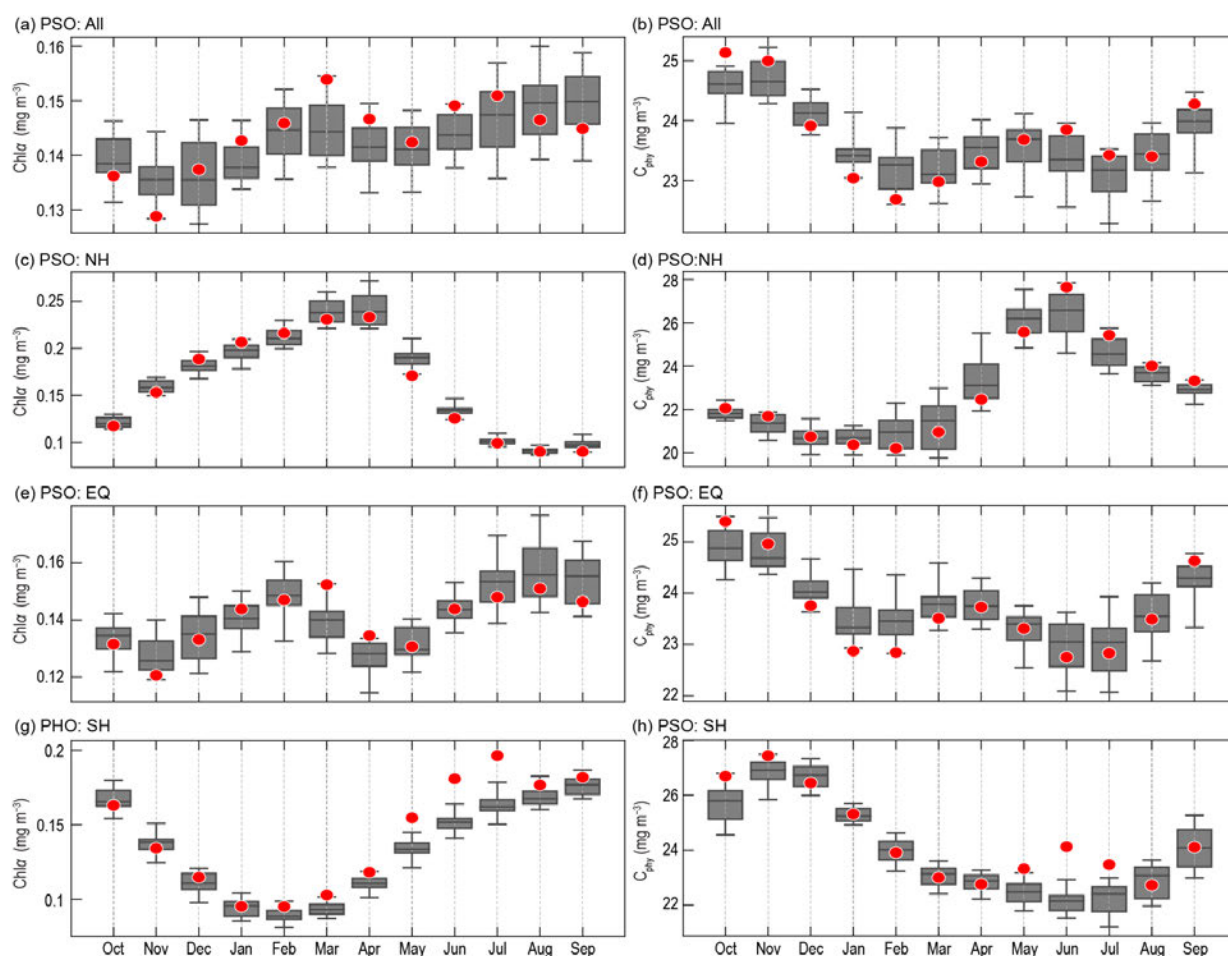 (a) PSO: All
Chla (mg m⁻³)
0.16
0.15
0.14
0.13
(b) PSO: All
C_phy (mg m⁻³)
25
24
23
(c) PSO: NH
Chla (mg m⁻³)
0.25
0.2
0.15
0.1
(d) PSO:NH
C_phy (mg m⁻³)
28
26
24
22
20
(e) PSO: EQ
Chla (mg m⁻³)
0.16
0.14
0.12
(f) PSO: EQ
C_phy (mg m⁻³)
25
24
23
22
(g) PHO: SH
Chla (mg m⁻³)
0.2
0.15
0.1
Oct Nov Dec Jan Feb Mar Apr May Jun Jul Aug Sep
(h) PSO: SH
C_phy (mg m⁻³)
28
26
24
22
Oct Nov Dec Jan Feb Mar Apr May Jun Jul Aug Sep